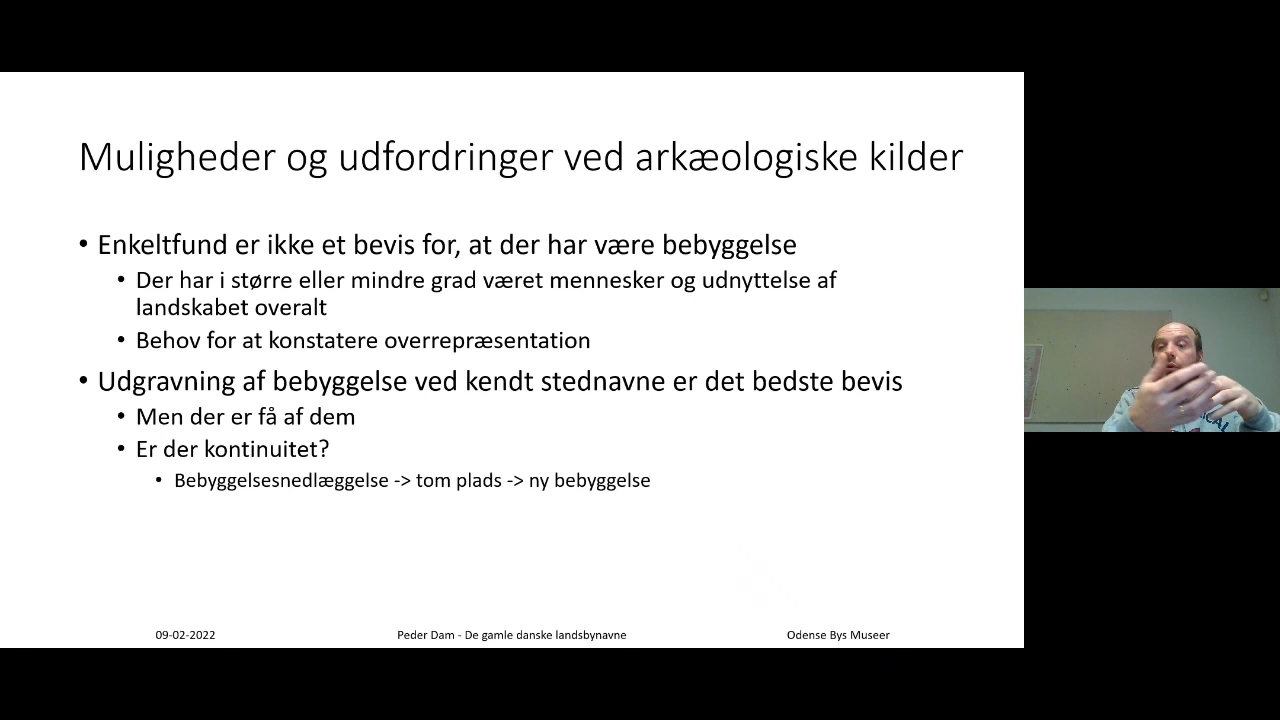 Muligheder og udfordringer ved arkæologiske kilder
• Enkeltfund er ikke et bevis for, at der har være bebyggelse
• Der har i større eller mindre grad været mennesker og udnyttelse af
landskabet overalt
• Behov for at konstatere overrepræsentation
• Udgravning af bebyggelse ved kendt stednavne er det bedste bevis
• Men der er få af dem
• Er der kontinuitet?
• Bebyggelsesnedlæggelse -> tom plads -> ny bebyggelse
09-02-2022
Peder Dam - De gamle danske landsbynavne
Odense Bys Museer